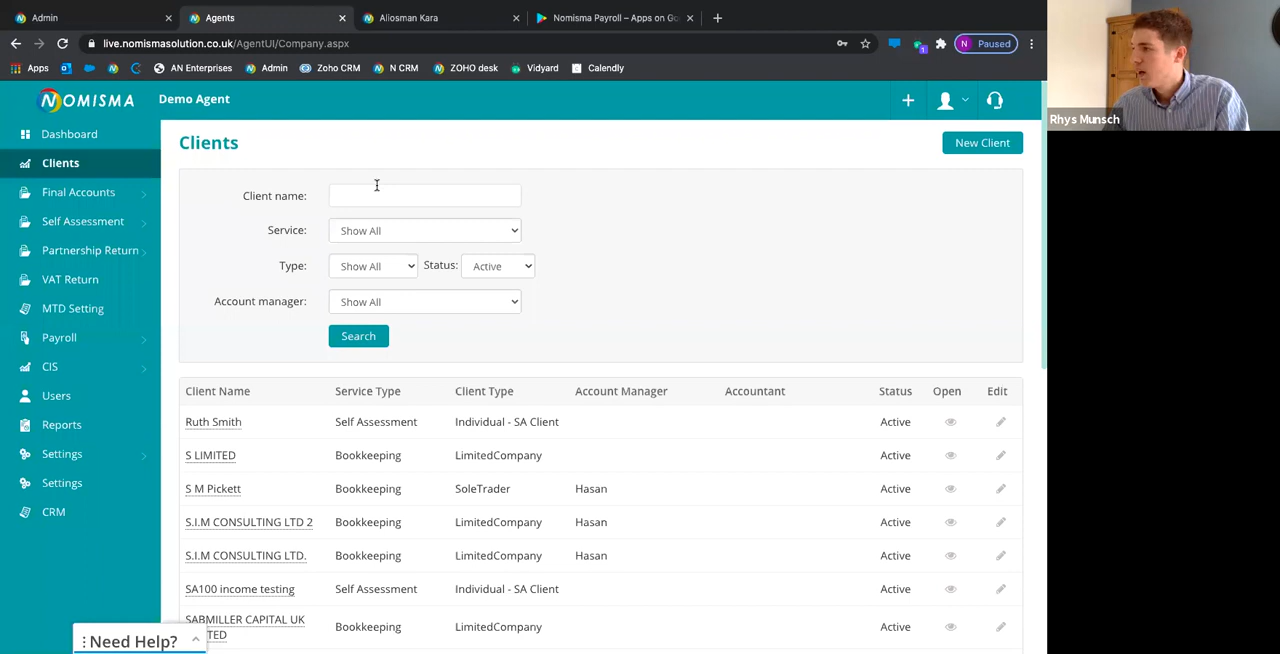 Admin × Agents × Aliosman Kara × Nomisma Payroll – Apps on Go × +
live.nomismasolution.co.uk/AgentUI/Company.aspx 1 N Paused
Apps AN Enterprises Admin Zoho CRM N CRM ZOHO desk Vidyard Calendly
NOMISMA Demo Agent
Rhys Munsch
Dashboard
Clients
Final Accounts
Self Assessment
Partnership Return
VAT Return
MTD Setting
Payroll
CIS
Users
Reports
Settings
Settings
CRM
Need Help?
Clients New Client
Client name:
Service: Show All
Type: Show All Status: Active
Account manager: Show All
Search
Client Name Service Type Client Type Account Manager Accountant Status Open Edit
Ruth Smith Self Assessment Individual - SA Client Active
S LIMITED Bookkeeping LimitedCompany Active
S M Pickett Bookkeeping SoleTrader Hasan Active
S.I.M CONSULTING LTD 2 Bookkeeping LimitedCompany Hasan Active
S.I.M CONSULTING LTD. Bookkeeping LimitedCompany Hasan Active
SA100 income testing Self Assessment Individual - SA Client Active
SABMILLER CAPITAL UK Bookkeeping LimitedCompany Active
TED